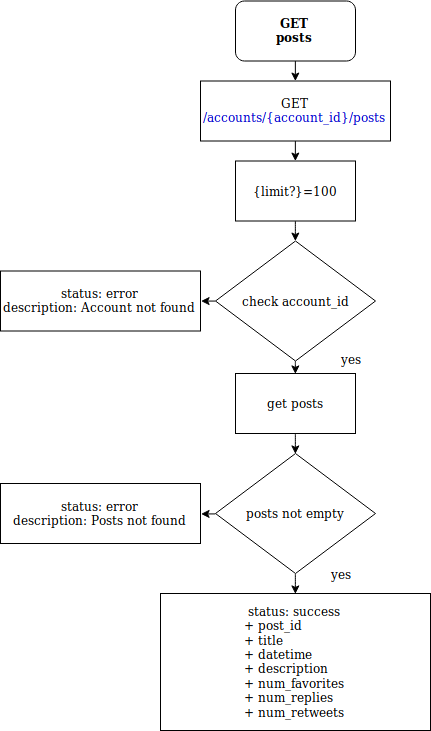 GET
posts
GET
/accounts/{account_id}/posts
{limit?}=100
check account_id
status: error
description: Account not found
yes
get posts
posts not empty
status: error
description: Posts not found
yes
status: success
+ post_id
+ title
+ datetime
+ description
+ num_favorites
+ num_replies
+ num_retweets